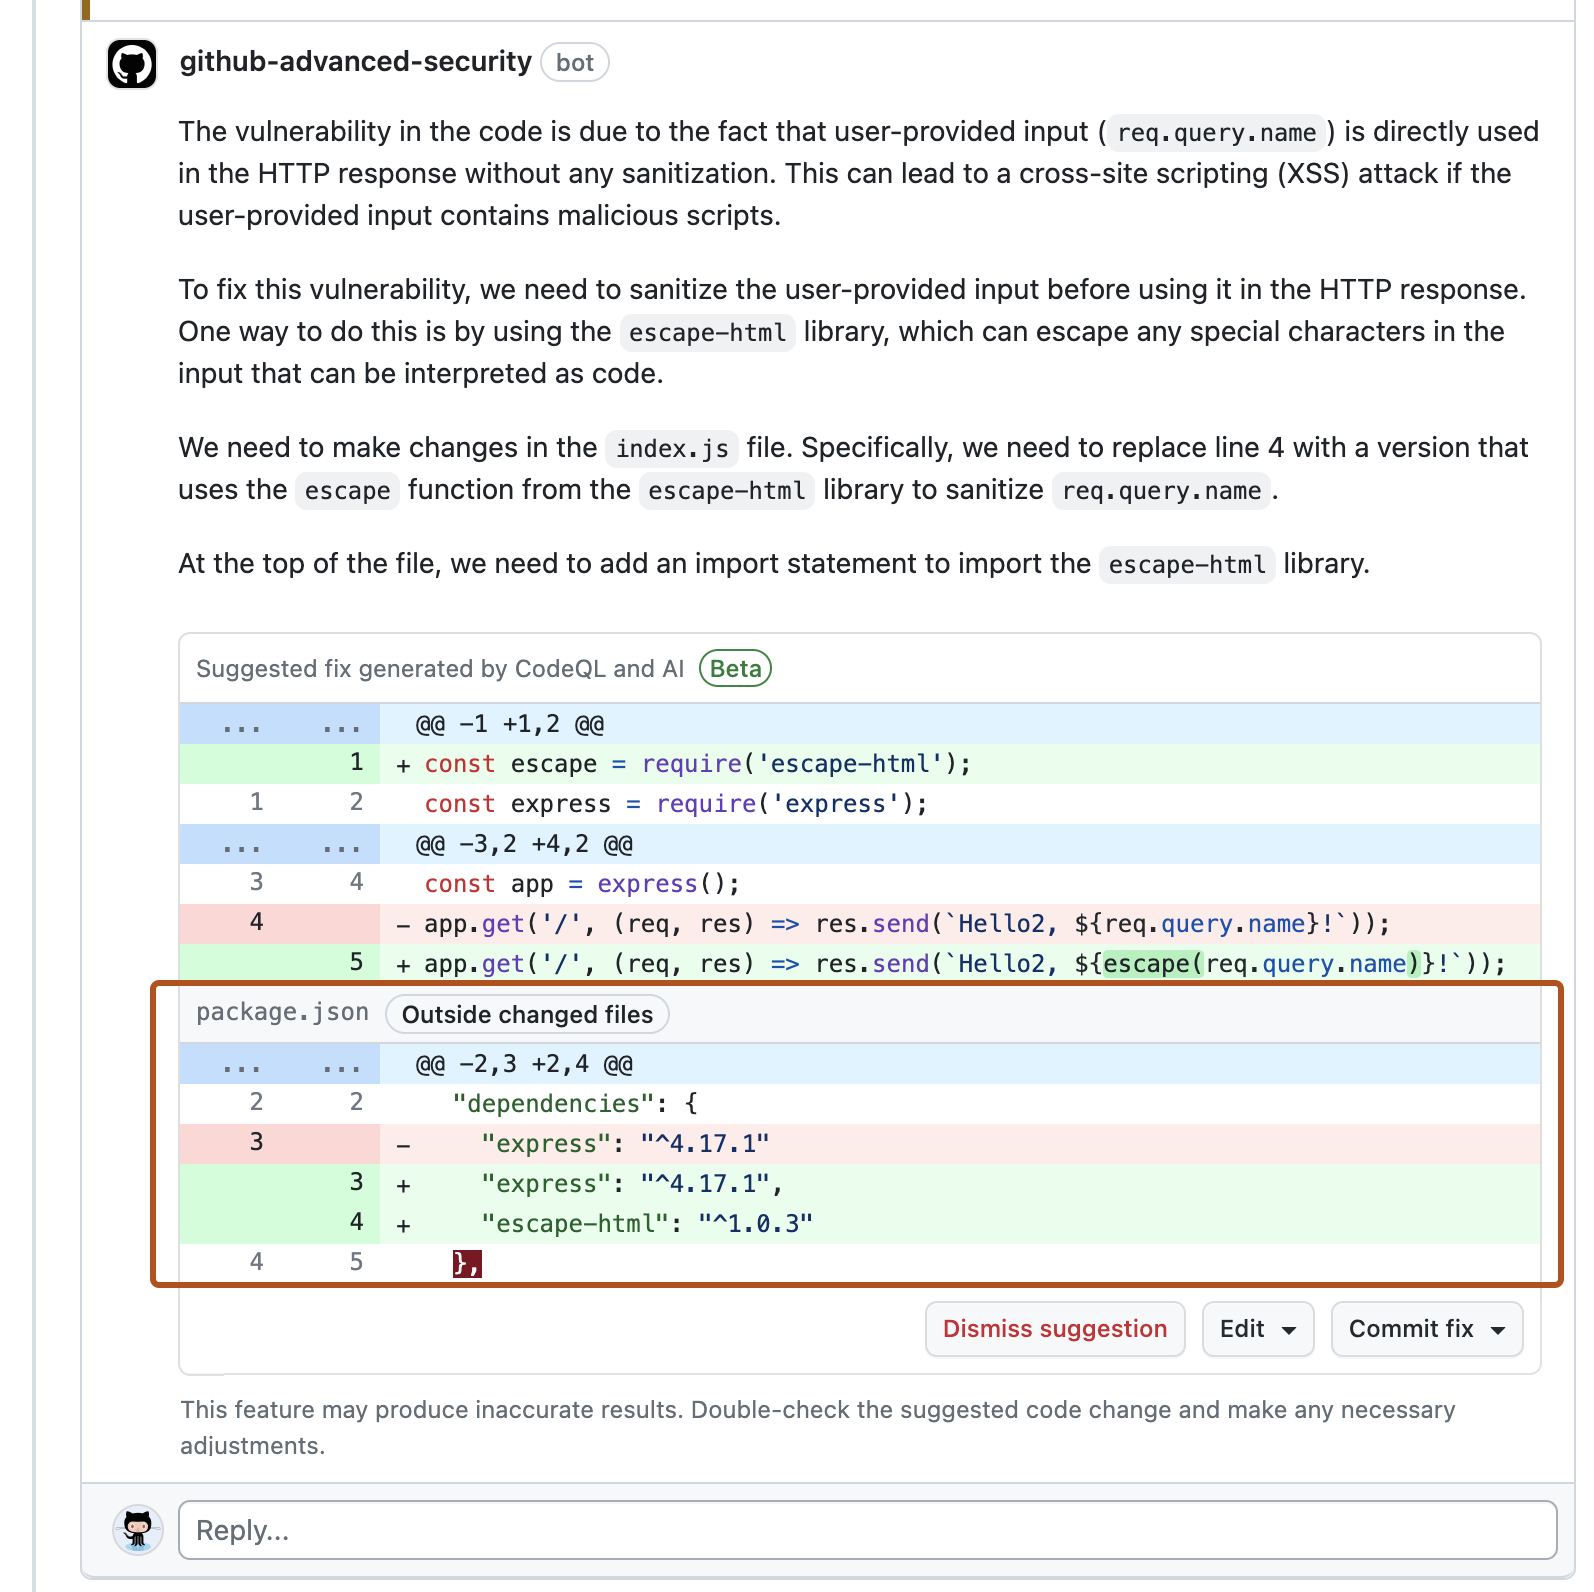 github-advanced-security bot
The vulnerability in the code is due to the fact that user-provided input (req.query.name) is directly used
in the HTTP response without any sanitization. This can lead to a cross-site scripting (XSS) attack if the
user-provided input contains malicious scripts.
To fix this vulnerability, we need to sanitize the user-provided input before using it in the HTTP response.
One way to do this is by using the escape-html library, which can escape any special characters in the
input that can be interpreted as code.
We need to make changes in the index.js file. Specifically, we need to replace line 4 with a version that
uses the escape function from the escape-html library to sanitize req.query.name.
At the top of the file, we need to add an import statement to import the escape-html library.
Suggested fix generated by CodeQL and AI Beta
... ... @@ -1 +1,2 @@
1 + const escape = require('escape-html');
1 2 const express = require('express');
... ... @@ -3,2 +4,2 @@
3 4 const app = express();
4 - app.get('/', (req, res) => res.send(`Hello2, ${req.query.name}!`));
5 + app.get('/', (req, res) => res.send(`Hello2, ${escape(req.query.name)}!`));
package.json Outside changed files
... ... @@ -2,3 +2,4 @@
2 2 "dependencies": {
3 - "express": "^4.17.1"
3 + "express": "^4.17.1",
4 + "escape-html": "^1.0.3"
4 5 },
Dismiss suggestion Edit Commit fix
This feature may produce inaccurate results. Double-check the suggested code change and make any necessary
adjustments.
Reply...